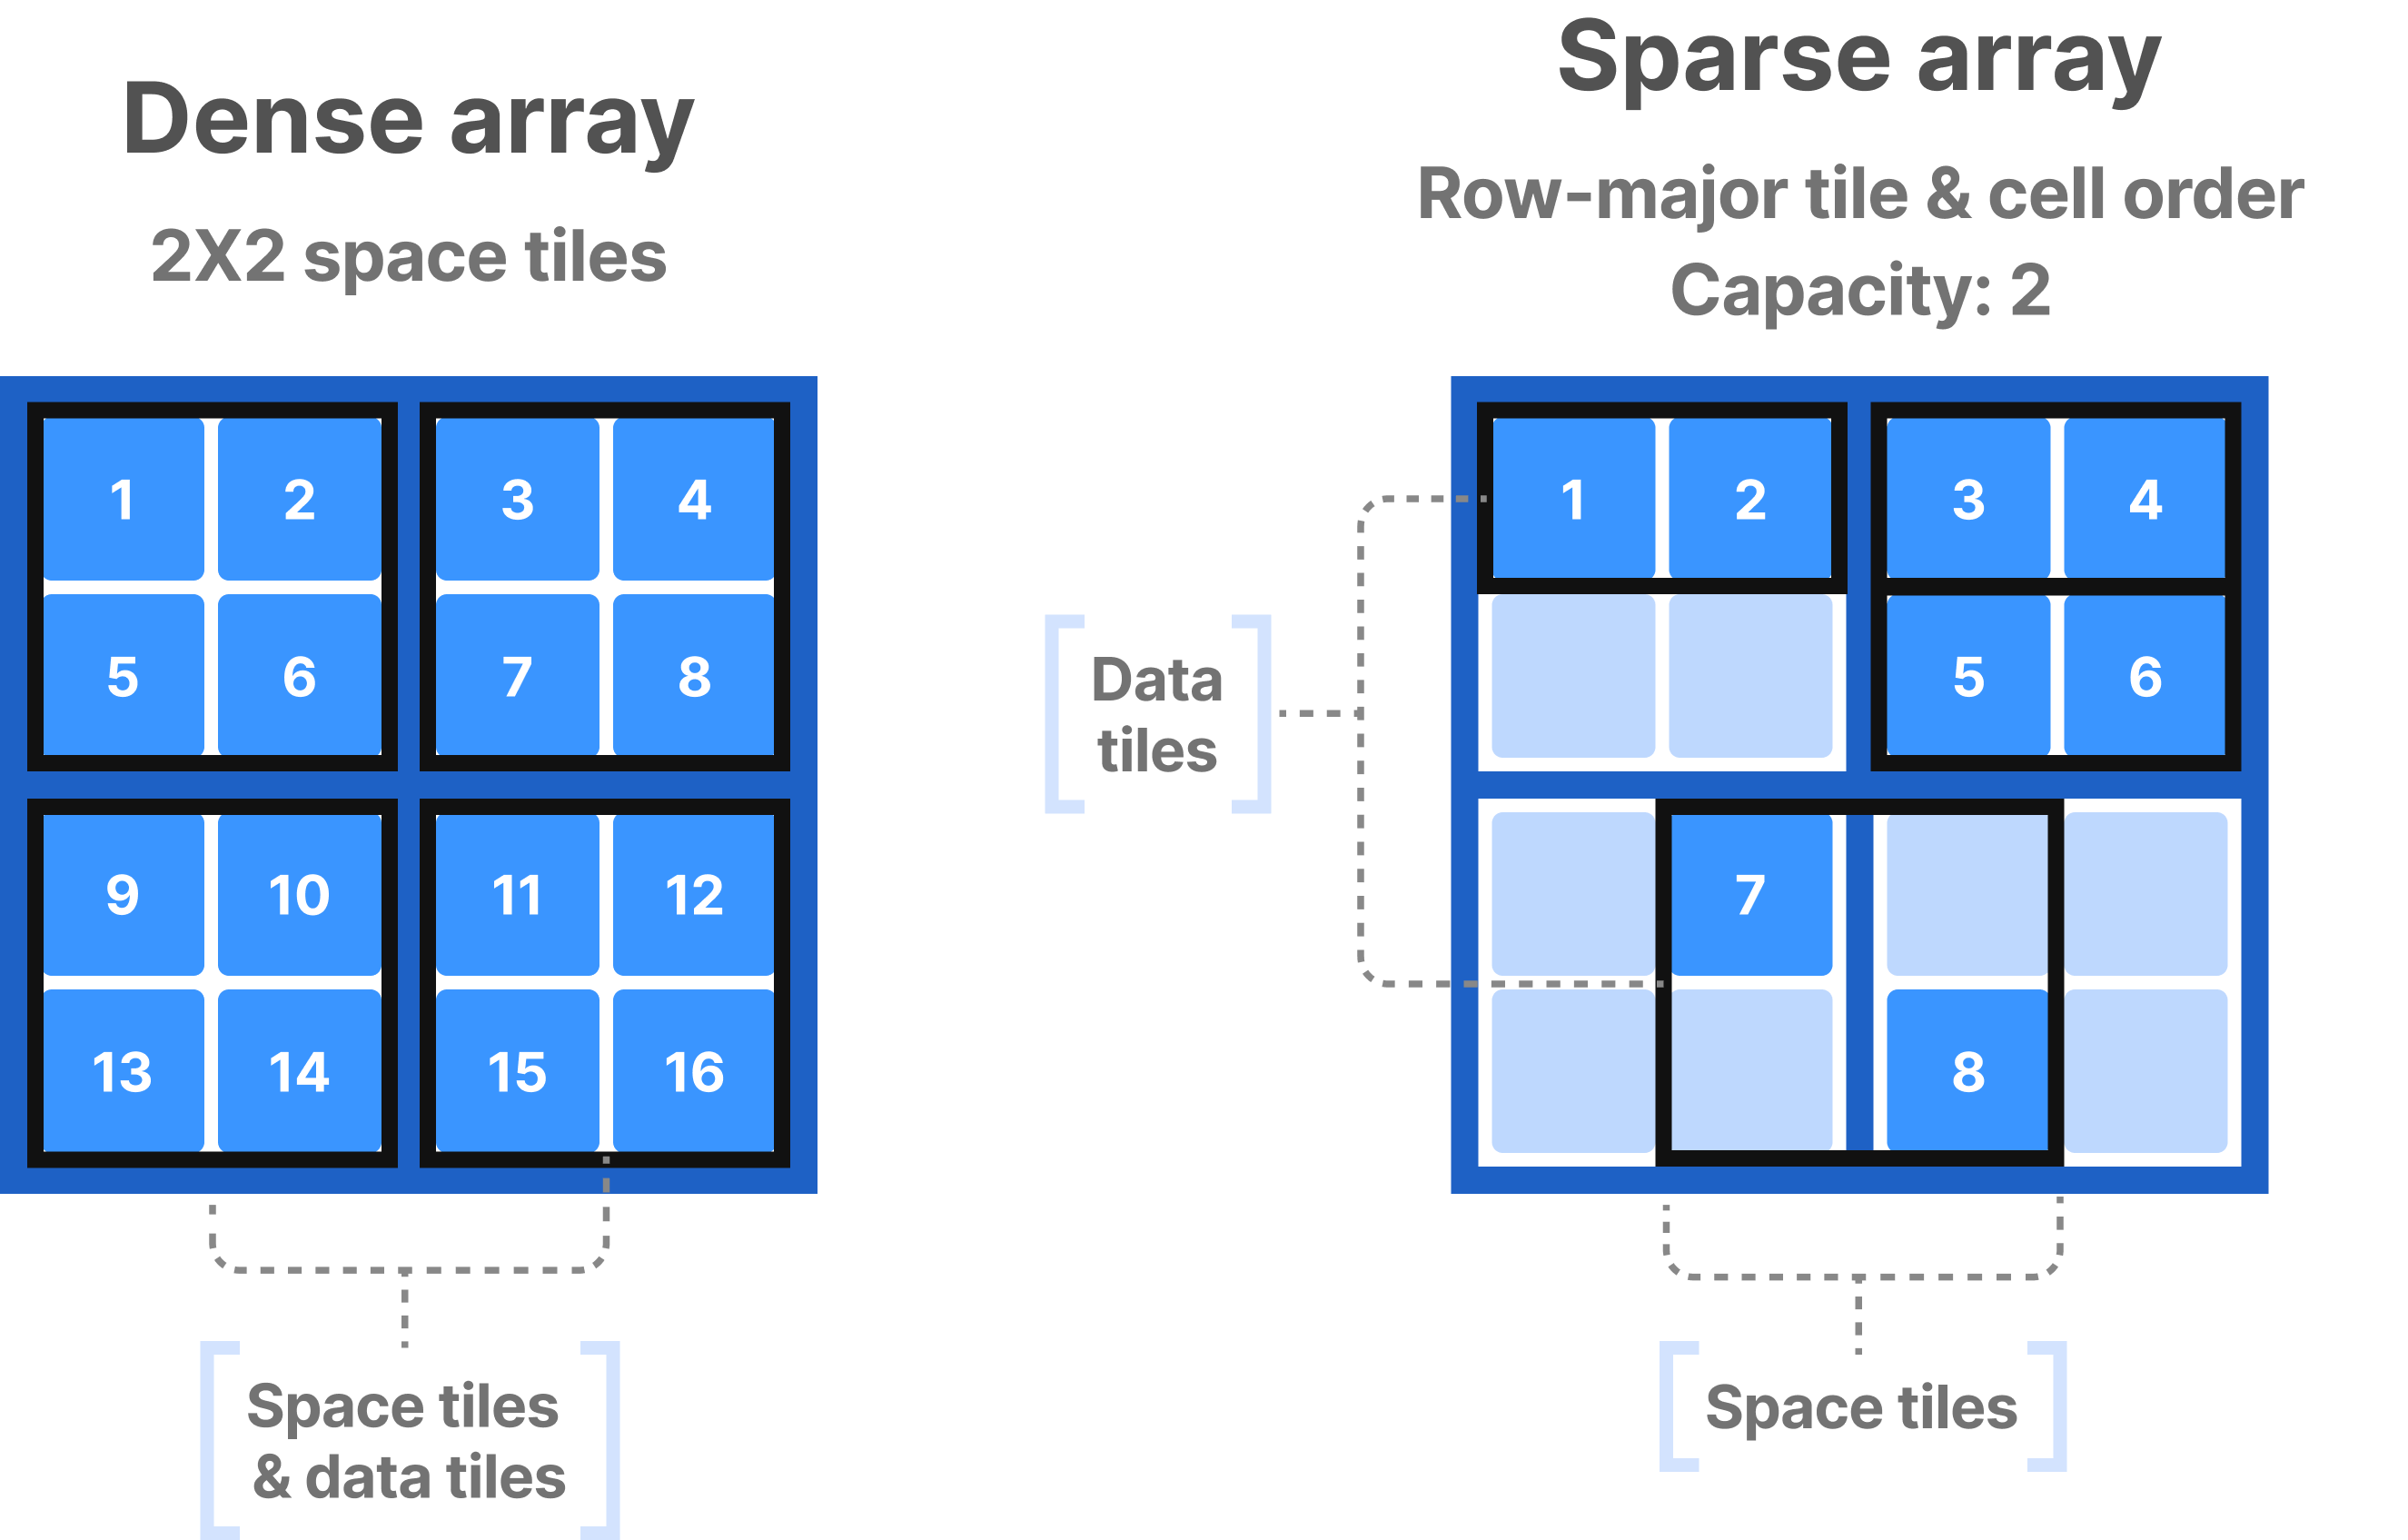 Dense array
2X2 space tiles
1 2 3 4
5 6 7 8
9 10 11 12
13 14 15 16
Space tiles
& data tiles
Sparse array
Row-major tile & cell order
Capacity: 2
Data
tiles
1 2 3 4
5 6
7
8
Space tiles